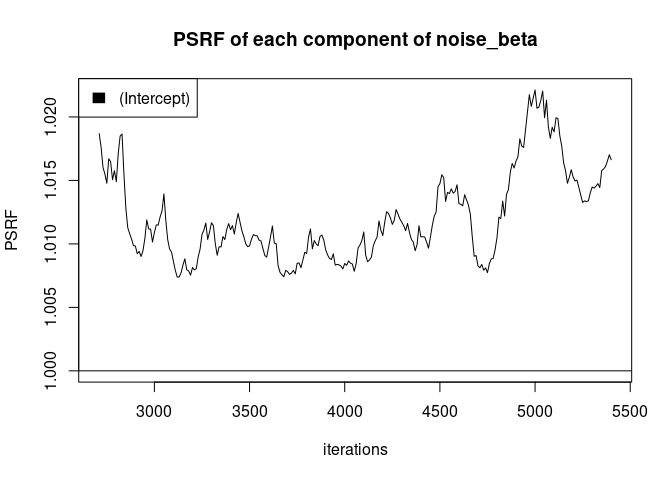 PSRF of each component of noise_beta
(Intercept)
PSRF
1.020
1.015
1.010
1.005
1.000
3000 3500 4000 4500 5000 5500
iterations